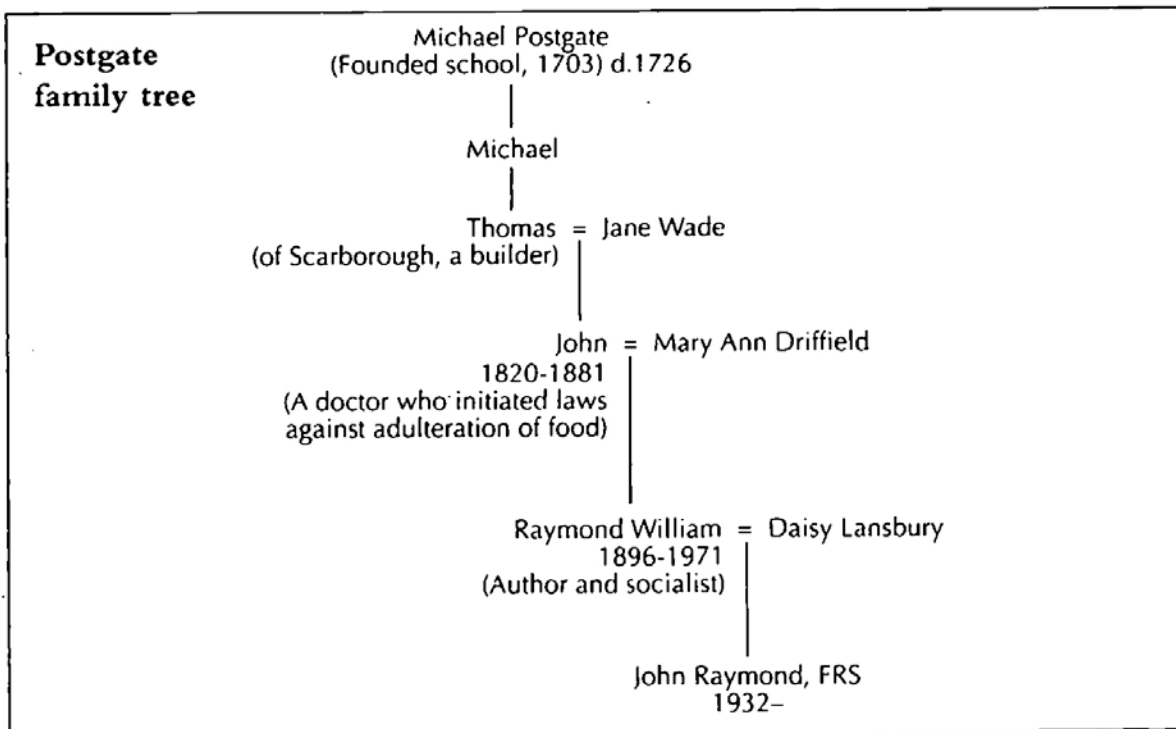 Postgate
family tree
Michael Postgate
(Founded school, 1703) d.1726
Michael
Thomas = Jane Wade
(of Scarborough, a builder)
John = Mary Ann Driffield
1820-1881
(A doctor who initiated laws
against adulteration of food)
Raymond William = Daisy Lansbury
1896-1971
(Author and socialist)
John Raymond, FRS
1932–